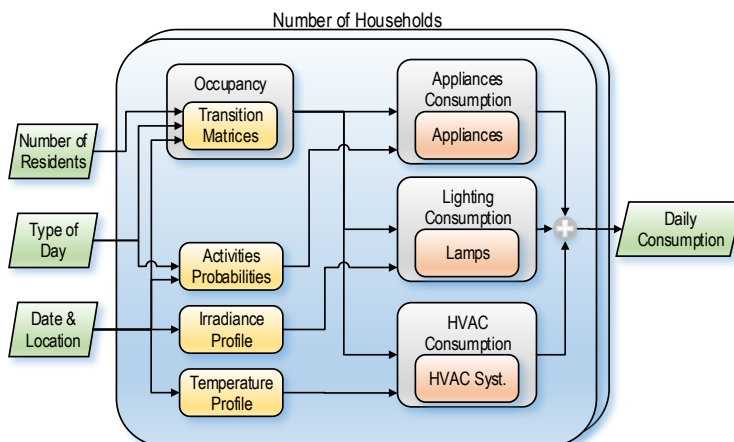 Number of Households
Occupancy
Transition
Matrices
Appliances
Consumption
Appliances
Number of
Residents
Lighting
Consumption
Lamps
Type of
Day
Daily
Consumption
Activities
Probabilities
Date &
Location
Irradiance
Profile
HVAC
Consumption
HVAC Syst.
Temperature
Profile